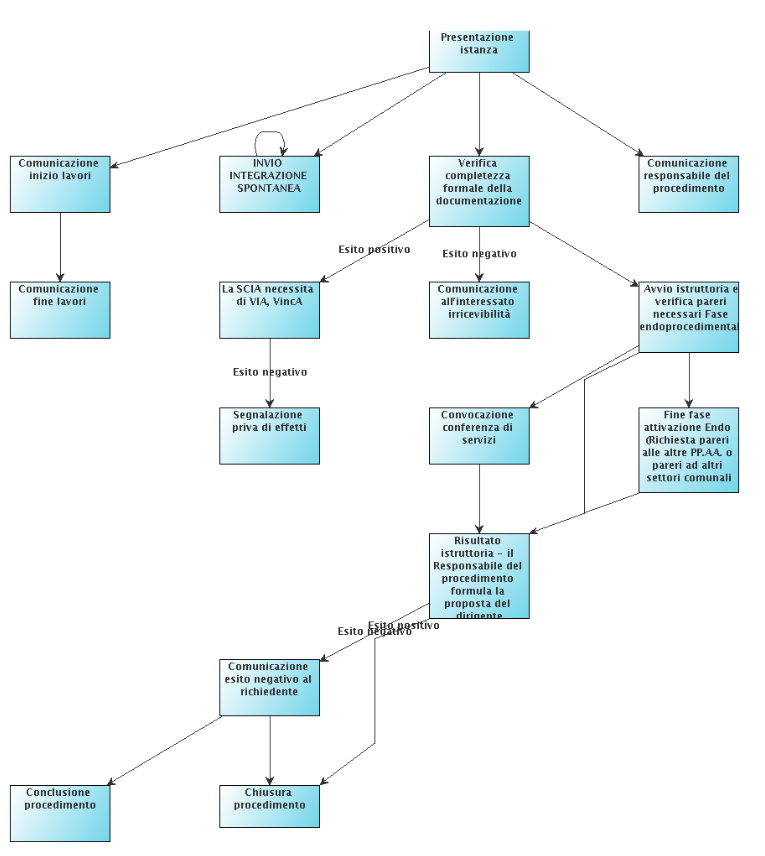 Presentazione
istanza
Comunicazione
inizio lavori
INVIO
INTEGRAZIONE
SPONTANEA
Verifica
completezza
formale della
documentazione
Comunicazione
responsabile del
procedimento
Esito positivo
Esito negativo
Comunicazione
fine lavori
La SCIA necessita
di VIA, VincA
Comunicazione
all'interessato
irricevibilità
Avvio istruttoria e
verifica pareri
necessari Fase
endoprocedimental
Esito negativo
Segnalazione
priva di effetti
Convocazione
conferenza di
servizi
Fine fase
attivazione Endo
(Richiesta pareri
alle altre PP.AA. o
pareri ad altri
settori comunali
Risultato
istruttoria - il
Responsabile del
procedimento
formula la
proposta del
dirigente
Esito positivo
Esito negativo
Comunicazione
esito negativo al
richiedente
Conclusione
procedimento
Chiusura
procedimento